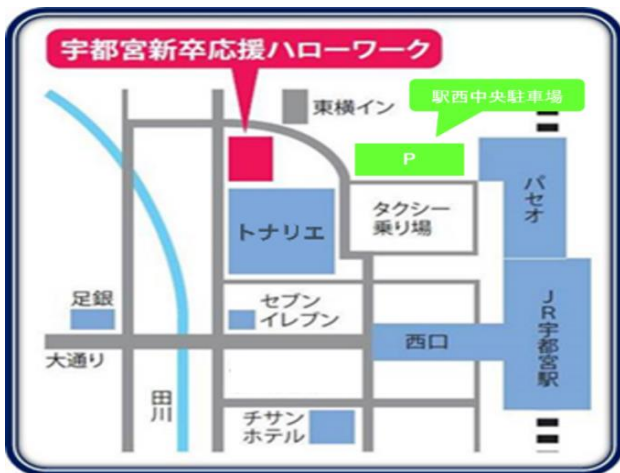 宇都宮新卒応援ハローワーク
東横イン
駅西中央駐車場
P
パセオ
タクシー
乗り場
トナリエ
足銀
セブン
イレブン
JR宇都宮駅
西口
大通り
田川
チサン
ホテル